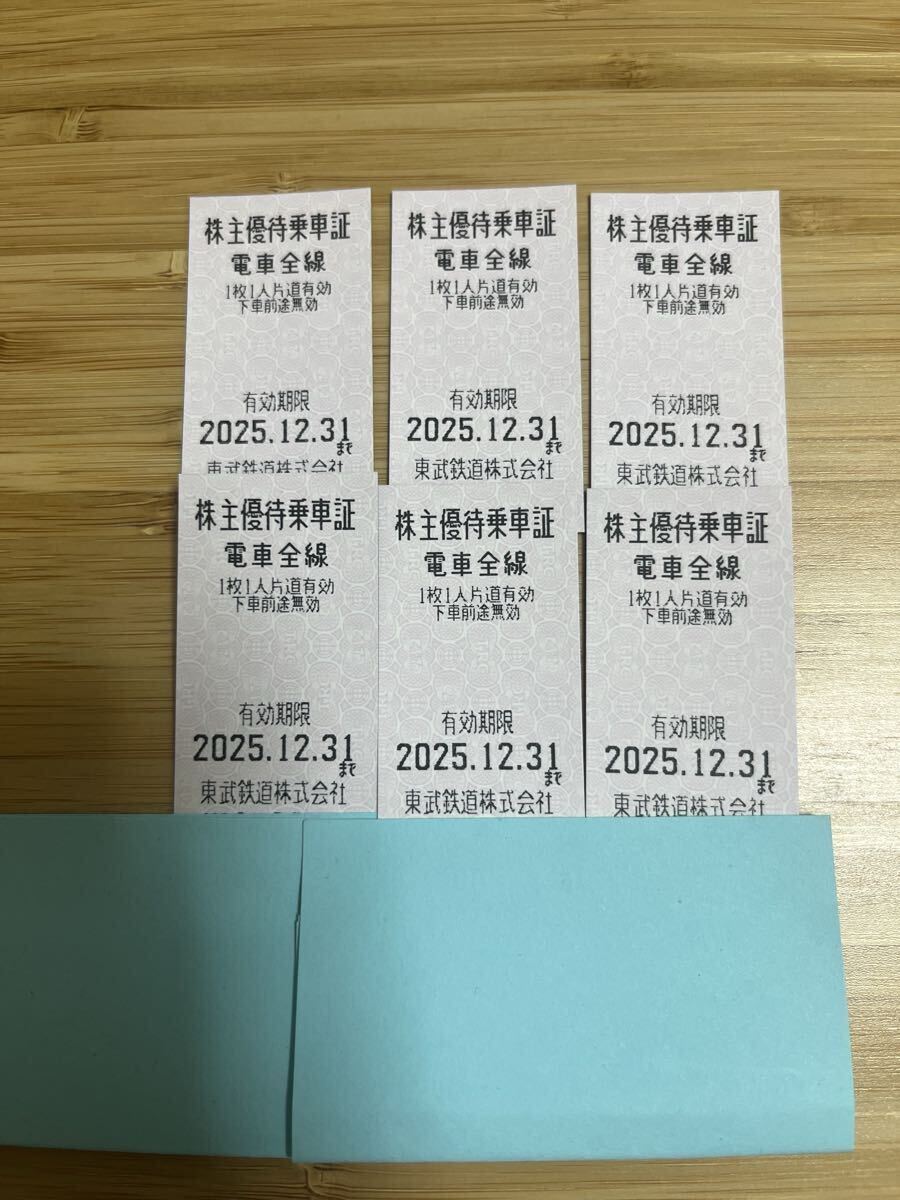 株主優待乗車証
電車全線
1枚1人片道有効
下車前途無効
有効期限
2025.12.31
まで
東武鉄道株式会社
株主優待乗車証
電車全線
1枚1人片道有効
下車前途無効
有効期限
2025.12.31
まで
東武鉄道株式会社
株主優待乗車証
電車全線
1枚1人片道有効
下車前途無効
有効期限
2025.12.31
まで
東武鉄道株式会社
株主優待乗車証
電車全線
1枚1人片道有効
下車前途無効
有効期限
2025.12.31
まで
東武鉄道株式会社
株主優待乗車証
電車全線
1枚1人片道有効
下車前途無効
有効期限
2025.12.31
まで
東武鉄道株式会社
株主優待乗車証
電車全線
1枚1人片道有効
下車前途無効
有効期限
2025.12.31
まで
東武鉄道株式会社